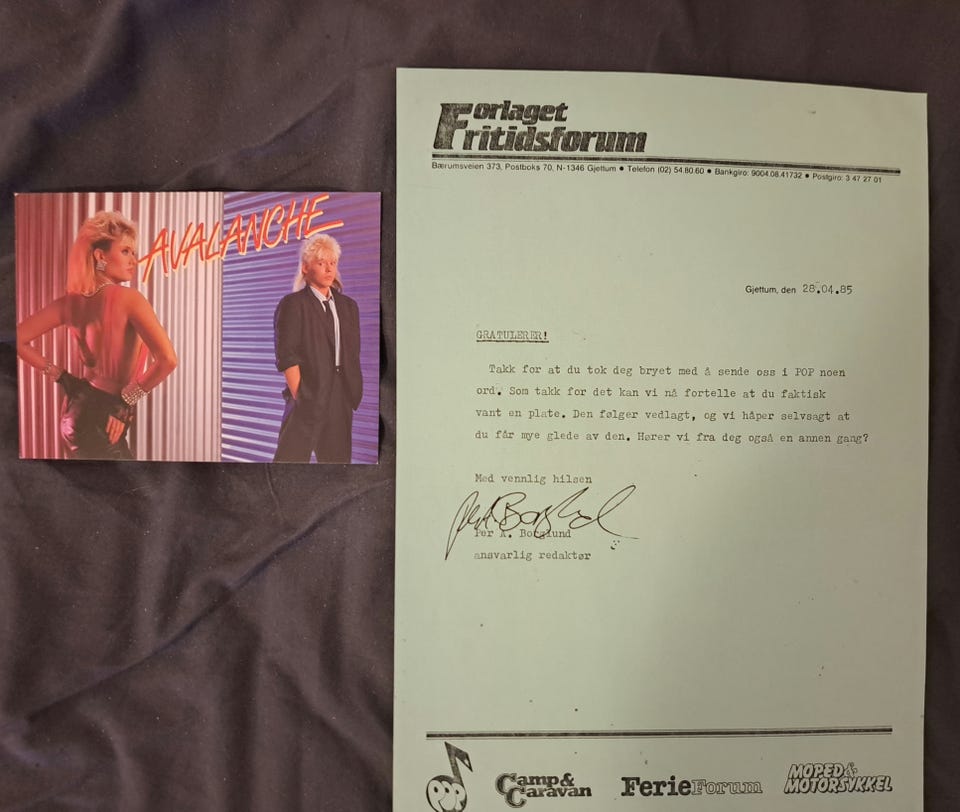 AVALANCHE
Forlaget
Fritidsforum
Bærumsveien 373, Postboks 70, N-1346 Gjettum ● Telefon (02) 54.80.60 ● Bankgiro: 9004.08.41732 ● Postgiro: 3 47 27 01
Gjettum, den 28.04.85
GRATULERER!
Takk for at du tok deg bryet med å sende oss i POP noen
ord. Som takk for det kan vi nå fortelle at du faktisk
vant en plate. Den følger vedlagt, og vi håper selvsagt at
du får mye glede av den. Hører vi fra deg også en annen gang?
Med vennlig hilsen
Per A. Borglund
Per A. Borglund
ansvarlig redaktør
POP
Camp& Caravan
FerieForum
MOPED& MOTORSYKKEL